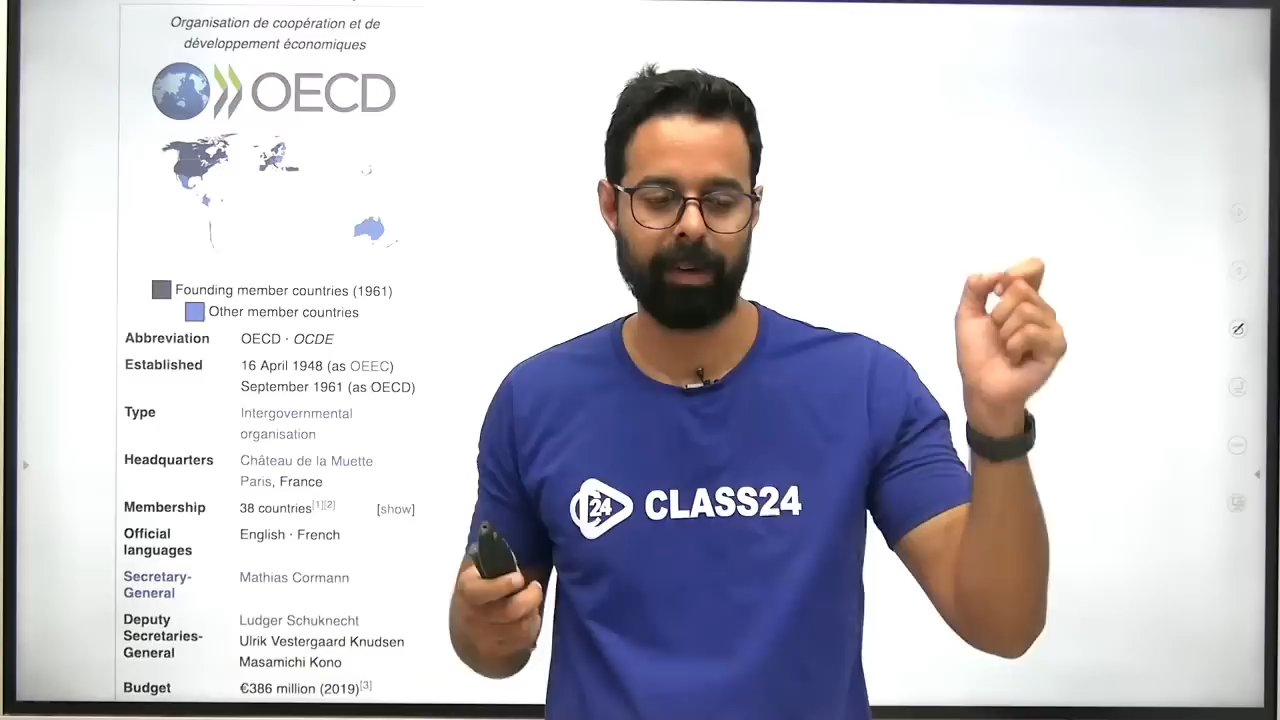 Organisation de coopération et de
développement économiques
OECD
Founding member countries (1961)
Other member countries
Abbreviation OECD · OCDE
Established 16 April 1948 (as OEEC)
September 1961 (as OECD)
Type Intergovernmental
organisation
Headquarters Château de la Muette
Paris, France
Membership 38 countries[1][2] [show]
Official
languages English · French
Secretary-
General Mathias Cormann
Deputy
Secretaries-
General Ludger Schuknecht
Ulrik Vestergaard Knudsen
Masamichi Kono
Budget €386 million (2019)[3]
24 CLASS24